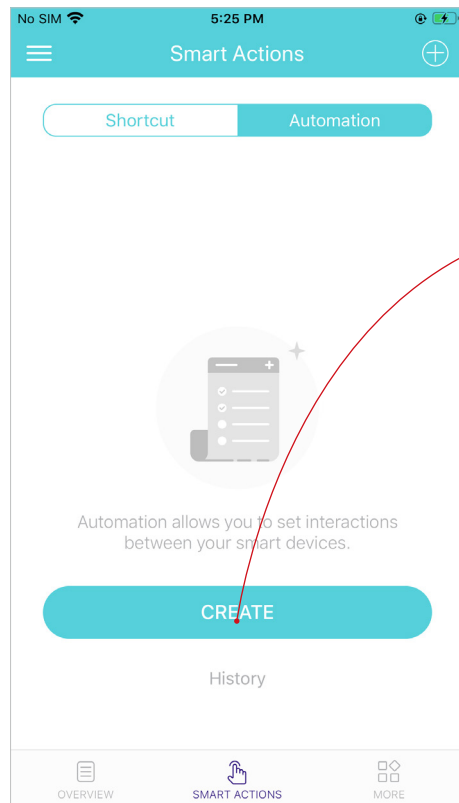 No SIM 5:25 PM
Smart Actions
Shortcut Automation
Automation allows you to set interactions
between your smart devices.
CREATE
History
OVERVIEW SMART ACTIONS MORE